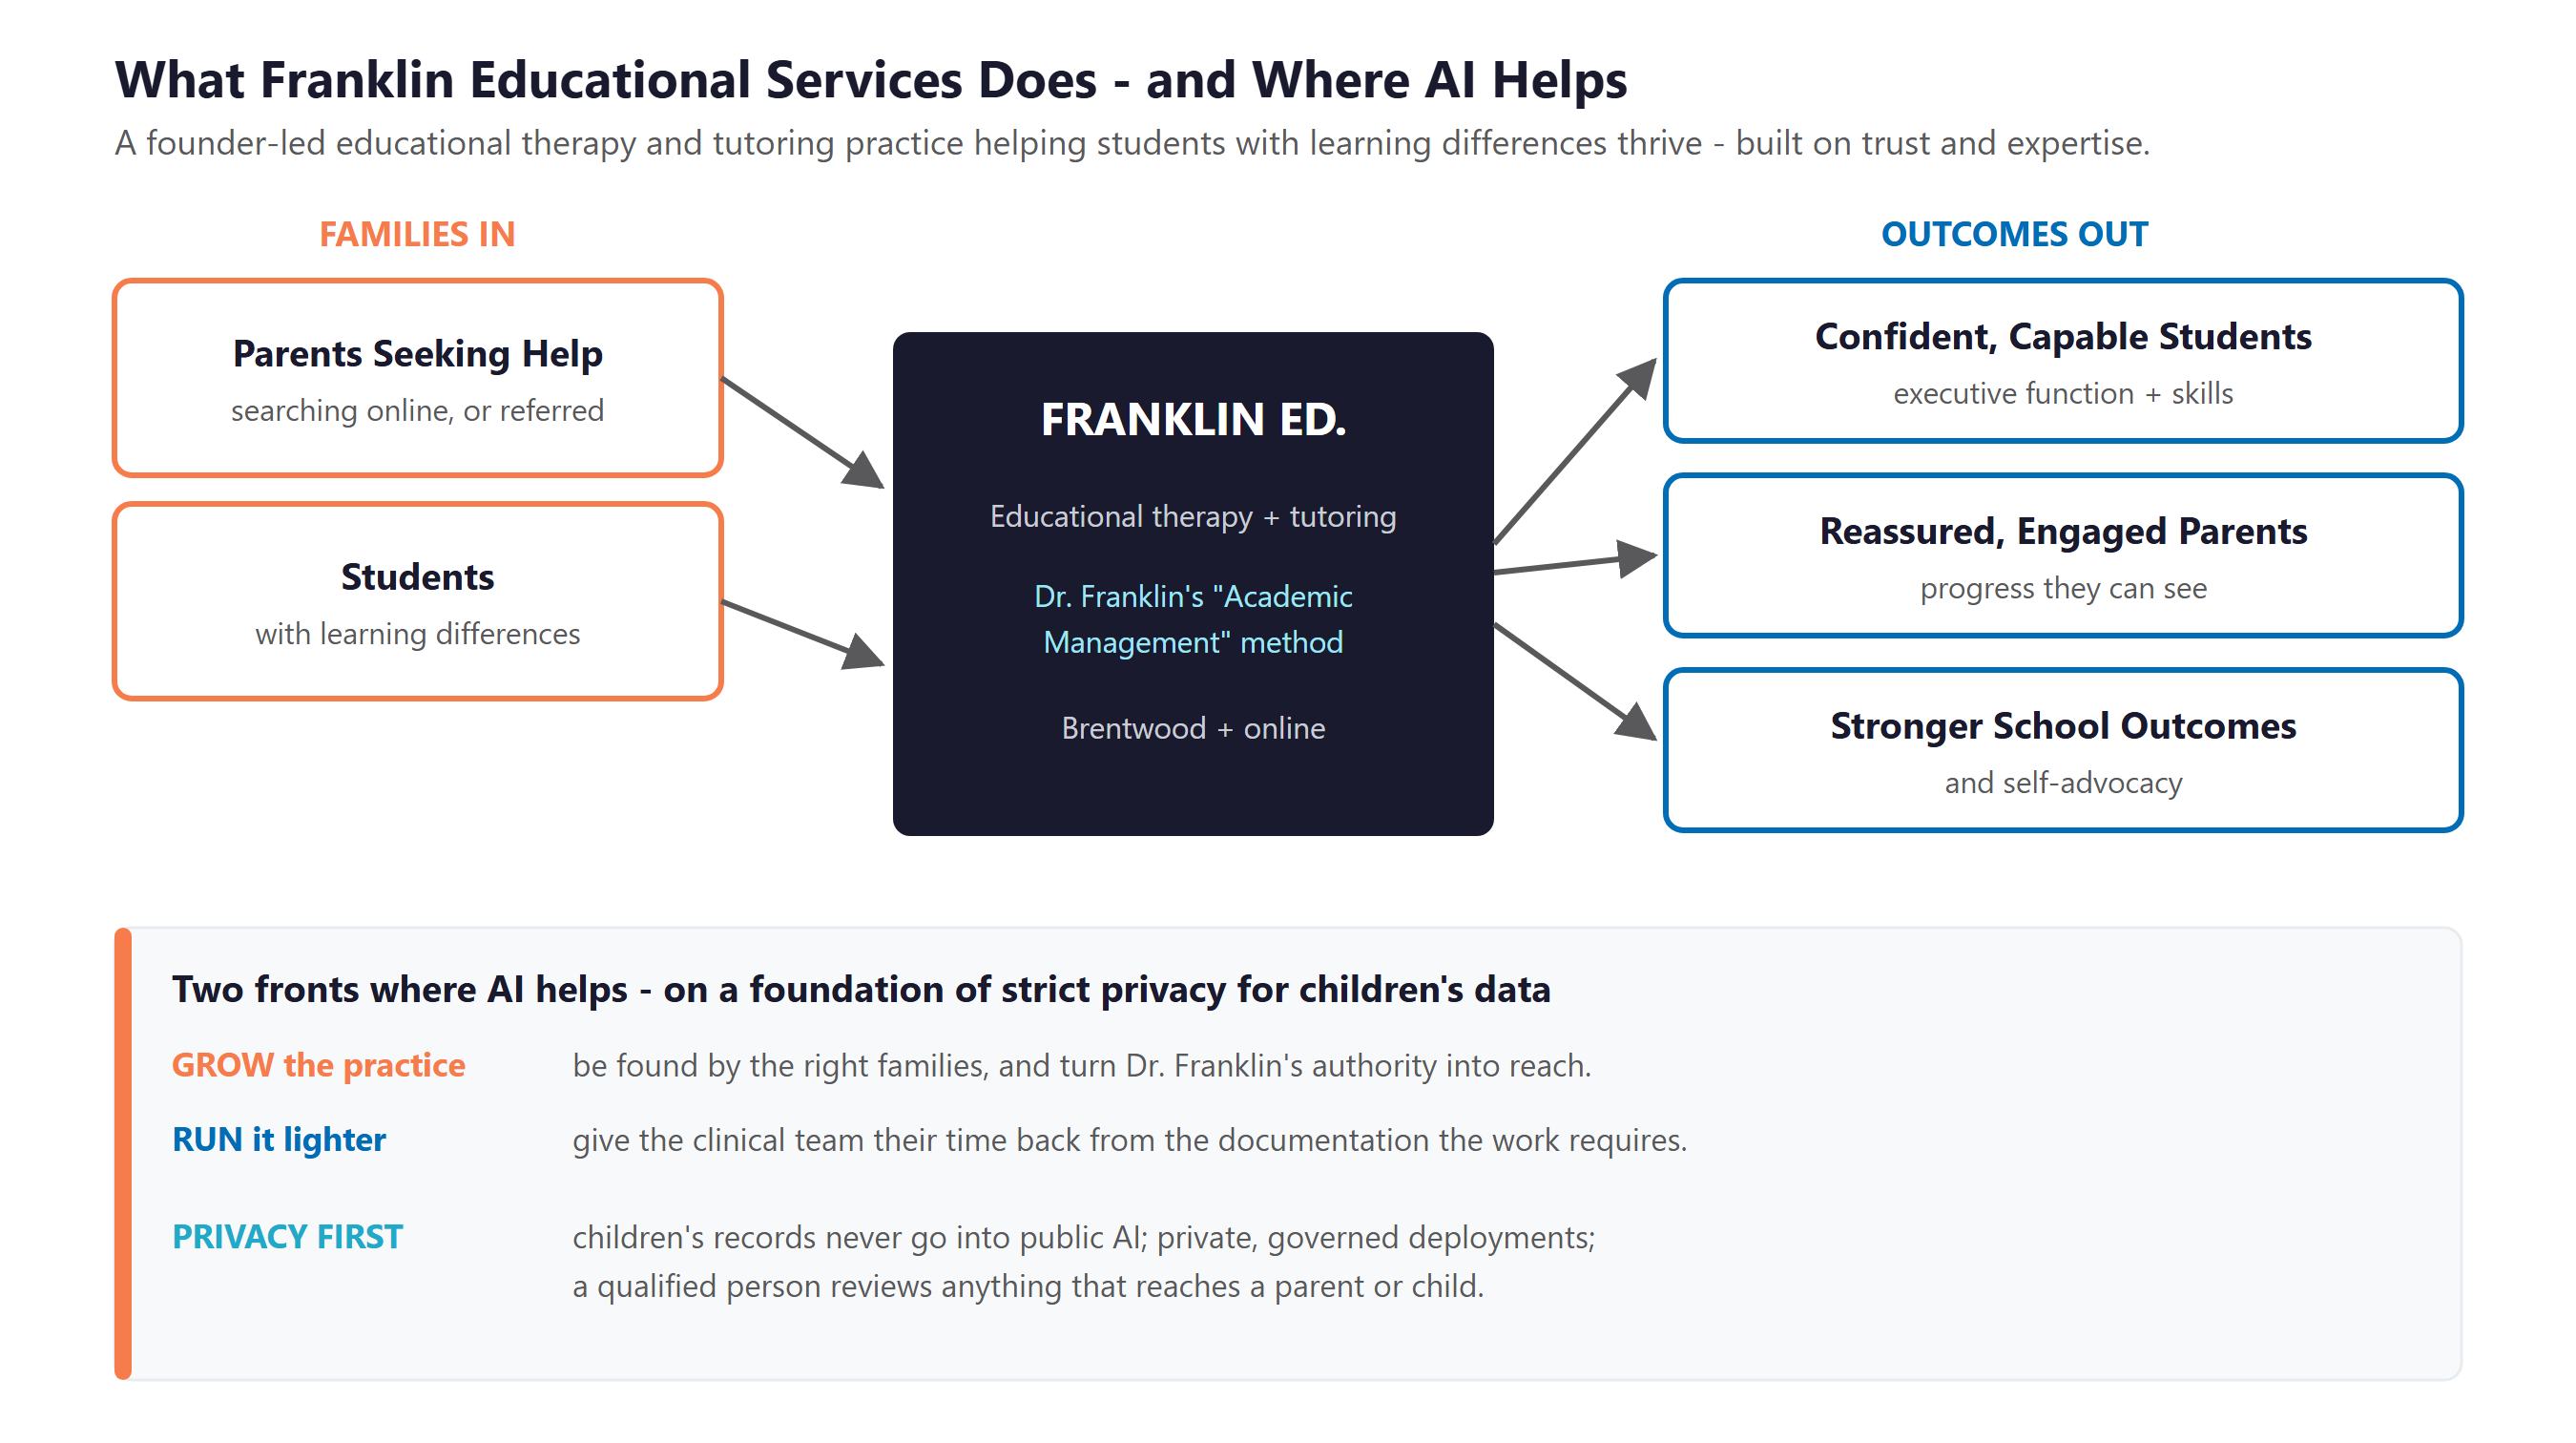 What Franklin Educational Services Does - and Where AI Helps
A founder-led educational therapy and tutoring practice helping students with learning differences thrive - built on trust and expertise.
FAMILIES IN
Parents Seeking Help
searching online, or referred
Students
with learning differences
FRANKLIN ED.
Educational therapy + tutoring
Dr. Franklin's "Academic
Management" method
Brentwood + online
OUTCOMES OUT
Confident, Capable Students
executive function + skills
Reassured, Engaged Parents
progress they can see
Stronger School Outcomes
and self-advocacy
Two fronts where AI helps - on a foundation of strict privacy for children's data
GROW the practice be found by the right families, and turn Dr. Franklin's authority into reach.
RUN it lighter give the clinical team their time back from the documentation the work requires.
PRIVACY FIRST children's records never go into public AI; private, governed deployments;
a qualified person reviews anything that reaches a parent or child.